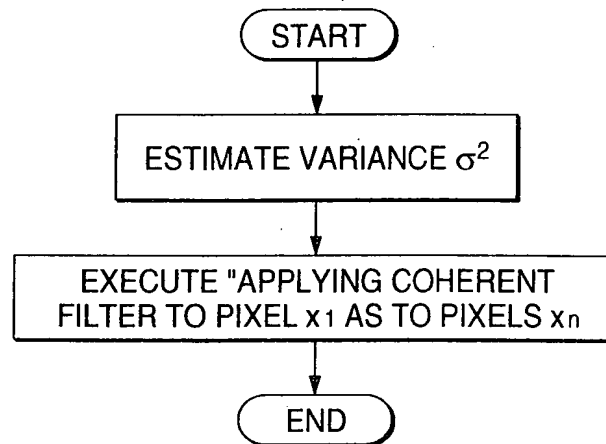 START
ESTIMATE VARIANCE σ²
EXECUTE "APPLYING COHERENT
FILTER TO PIXEL x₁ AS TO PIXELS xₙ
END